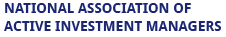 NATIONAL ASSOCIATION OF
ACTIVE INVESTMENT MANAGERS